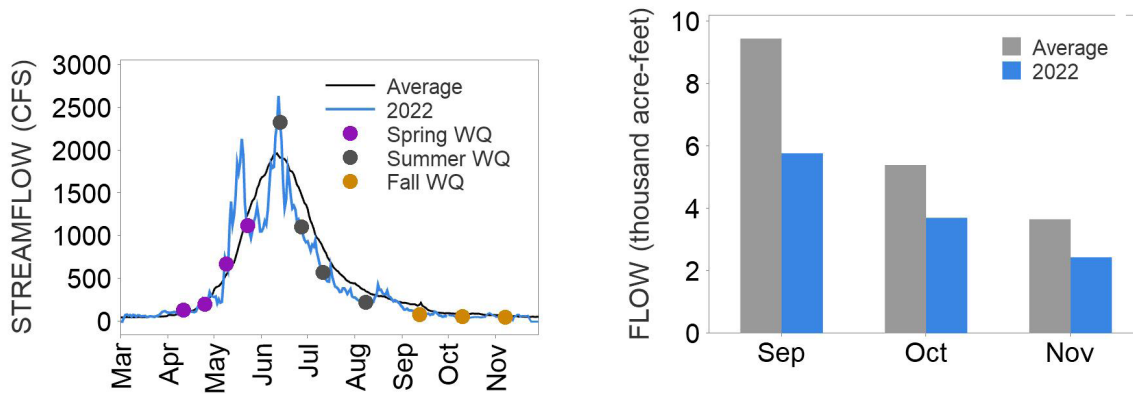 STREAMFLOW (CFS)
3000
2500
2000
1500
1000
500
0
Mar
Apr
May
Jun
Jul
Aug
Sep
Oct
Nov
Average
2022
Spring WQ
Summer WQ
Fall WQ
FLOW (thousand acre-feet)
10
8
6
4
2
0
Sep
Oct
Nov
Average
2022